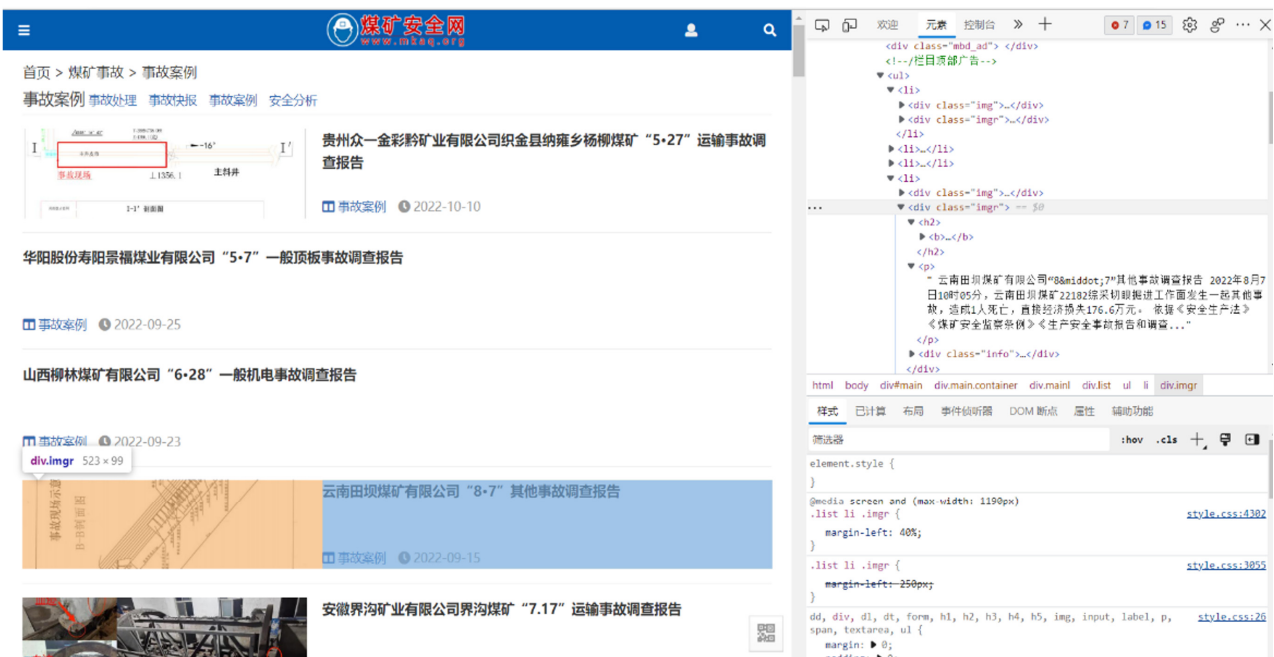 煤矿安全网
www.mkaq.org
首页 > 煤矿事故 > 事故案例
事故案例 事故处理 事故快报 事故案例 安全分析
I
-16°
I'
事故现场
⊥1356.1
主斜井
I-I' 剖面图
贵州众一金彩黔矿业有限公司织金县纳雍乡杨柳煤矿“5•27”运输事故调
查报告
事故案例 2022-10-10
华阳股份寿阳景福煤业有限公司“5•7”一般顶板事故调查报告
事故案例 2022-09-25
山西柳林煤矿有限公司“6•28”一般机电事故调查报告
事故案例 2022-09-23
div.imgr 523 × 99
事故现场示意
B-B剖面图
云南田坝煤矿有限公司“8•7”其他事故调查报告
事故案例 2022-09-15
安徽界沟矿业有限公司界沟煤矿“7.17”运输事故调查报告
欢迎 元素 控制台 » 7 15
<div class="mbd_ad"> </div>
<!--/栏目顶部广告-->
▼<ul>
▼<li>
▶<div class="img">…</div>
▶<div class="imgr">…</div>
</li>
▶<li>…</li>
▶<li>…</li>
▼<li>
▶<div class="img">…</div>
··· ▼<div class="imgr"> == $0
▼<h2>
▶<b>…</b>
</h2>
▼<p>
" 云南田坝煤矿有限公司“8&middot;7”其他事故调查报告 2022年8月7
日10时05分，云南田坝煤矿22182综采切眼掘进工作面发生一起其他事
故，造成1人死亡，直接经济损失176.6万元。 依据《安全生产法》
《煤矿安全监察条例》《生产安全事故报告和调查..."
</p>
▶<div class="info">…</div>
</div>
html body div#main div.main.container div.mainl div.list ul li div.imgr
样式 已计算 布局 事件侦听器 DOM 断点 属性 辅助功能
筛选器 :hov .cls
element.style {
}
@media screen and (max-width: 1190px)
.list li .imgr { style.css:4302
margin-left: 40%;
}
.list li .imgr { style.css:3055
margin-left: 250px;
}
dd, div, dl, dt, form, h1, h2, h3, h4, h5, img, input, label, p, style.css:26
span, textarea, ul {
margin: ▶ 0;